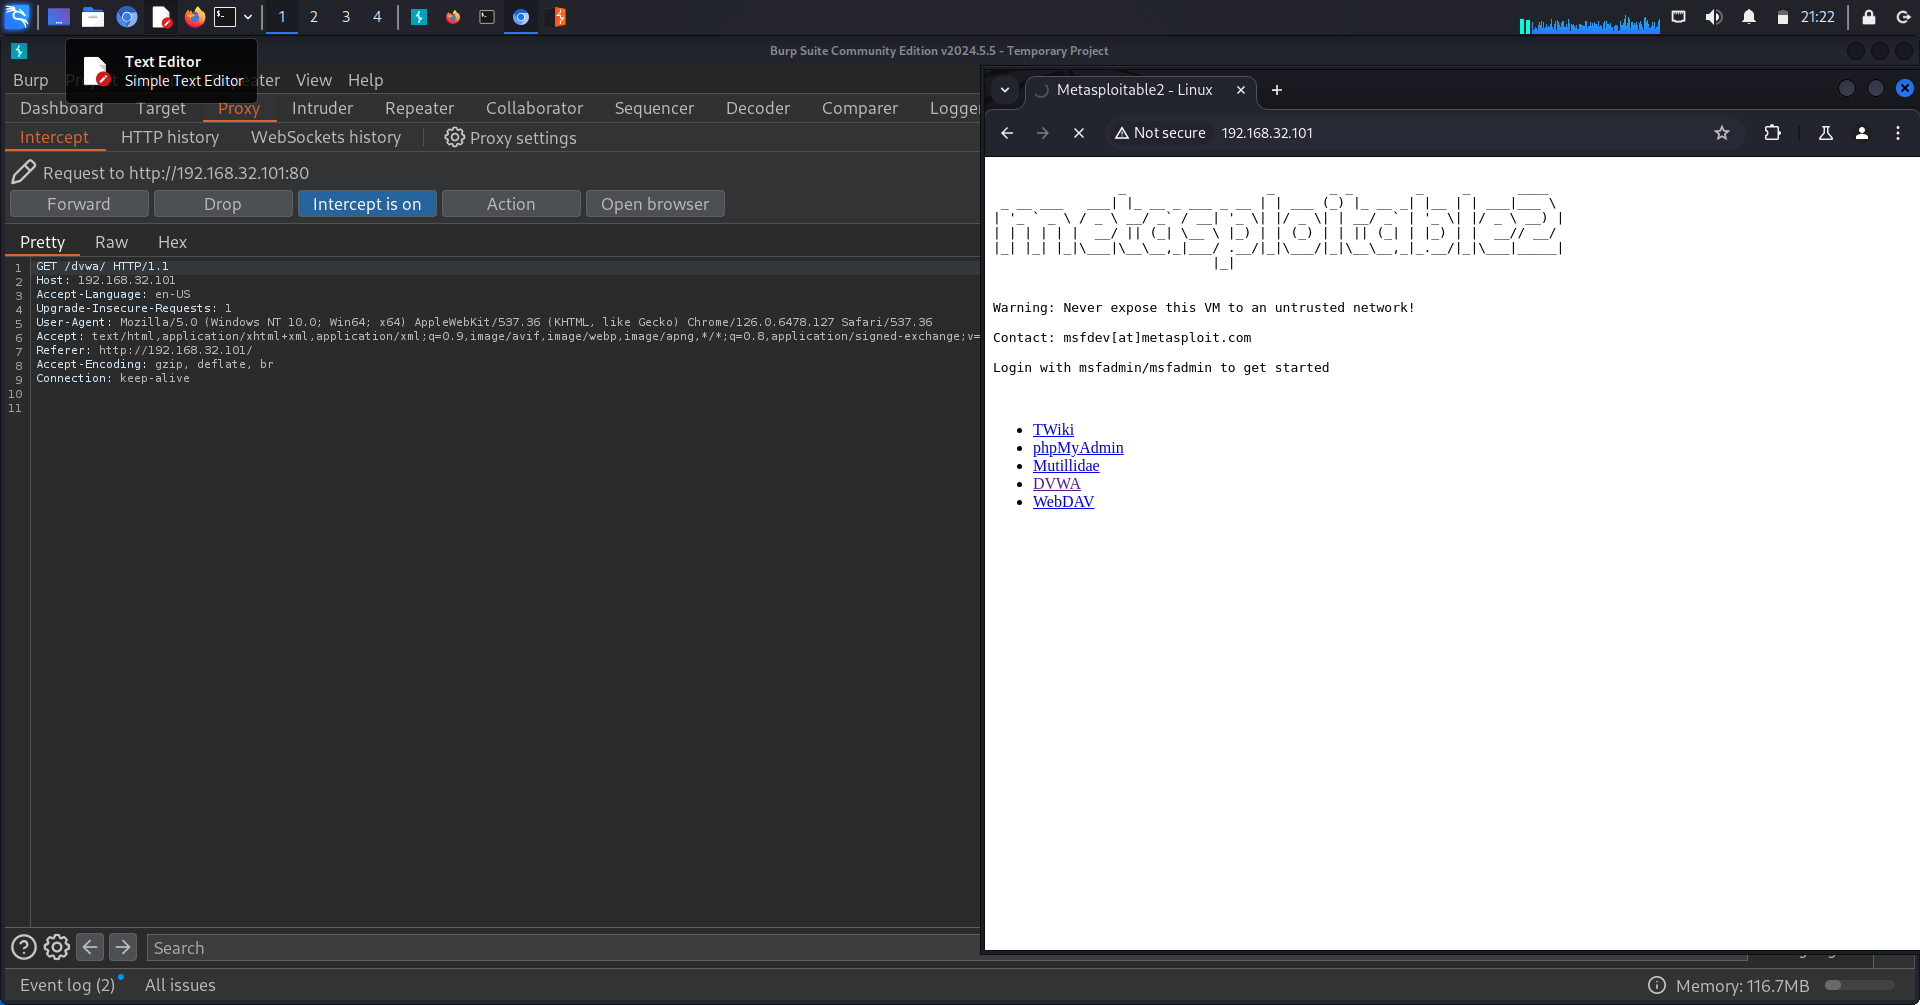 1 2 3 4 21:22
Burp Suite Community Edition v2024.5.5 - Temporary Project
Text Editor
Simple Text Editor
Burp View Help
Dashboard Target Proxy Intruder Repeater Collaborator Sequencer Decoder Comparer Logger
Intercept HTTP history WebSockets history Proxy settings
Request to http://192.168.32.101:80
Forward Drop Intercept is on Action Open browser
Pretty Raw Hex
1 GET /dvwa/ HTTP/1.1
2 Host: 192.168.32.101
3 Accept-Language: en-US
4 Upgrade-Insecure-Requests: 1
5 User-Agent: Mozilla/5.0 (Windows NT 10.0; Win64; x64) AppleWebKit/537.36 (KHTML, like Gecko) Chrome/126.0.6478.127 Safari/537.36
6 Accept: text/html,application/xhtml+xml,application/xml;q=0.9,image/avif,image/webp,image/apng,*/*;q=0.8,application/signed-exchange;v=
7 Referer: http://192.168.32.101/
8 Accept-Encoding: gzip, deflate, br
9 Connection: keep-alive
10
11
Search
Event log (2) All issues
Memory: 116.7MB
Metasploitable2 - Linux
Not secure 192.168.32.101
metasploitable2
Warning: Never expose this VM to an untrusted network!
Contact: msfdev[at]metasploit.com
Login with msfadmin/msfadmin to get started
TWiki
phpMyAdmin
Mutillidae
DVWA
WebDAV